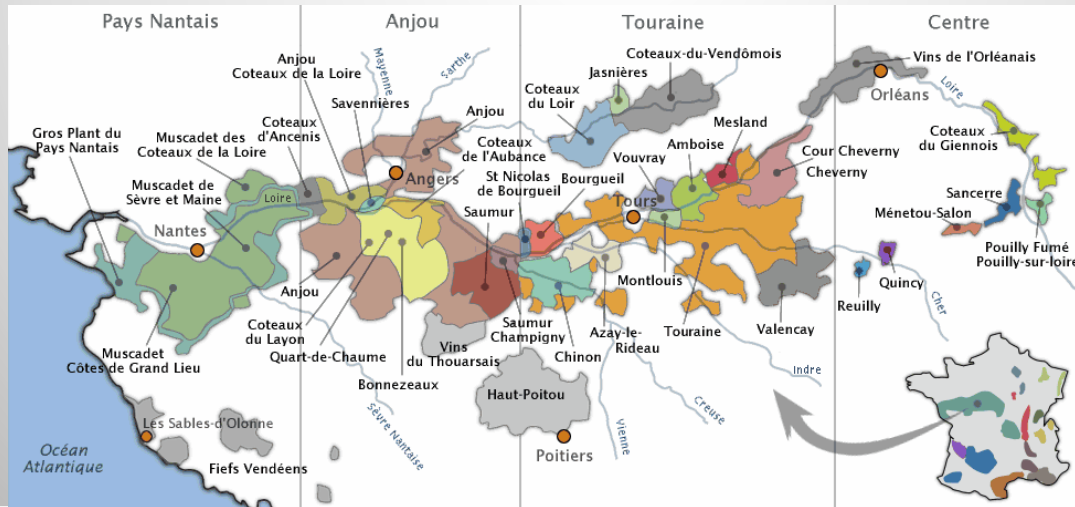 Pays Nantais
Anjou
Touraine
Centre
Mayenne
Sarthe
Anjou
Coteaux de la Loire
Savennières
Coteaux
d'Ancenis
Gros Plant du
Pays Nantais
Muscadet des
Coteaux de la Loire
Muscadet de
Sèvre et Maine
Loire
Nantes
Anjou
Angers
Coteaux
de l'Aubance
St Nicolas
de Bourgueil
Bourgueil
Saumur
Coteaux
du Loir
Jasnières
Coteaux-du-Vendômois
Vouvray
Amboise
Mesland
Tours
Cour Cheverny
Cheverny
Vins de l'Orléanais
Orléans
Loire
Coteaux
du Giennois
Sancerre
Ménetou-Salon
Pouilly Fumé
Pouilly-sur-loire
Quincy
Reuilly
Cher
Muscadet
Côtes de Grand Lieu
Anjou
Coteaux
du Layon
Quart-de-Chaume
Bonnezeaux
Vins
du Thouarsais
Saumur
Champigny
Chinon
Azay-le-
Rideau
Montlouis
Touraine
Valencay
Indre
Creuse
Vienne
Haut-Poitou
Poitiers
Sèvre Nantaise
Les Sables-d'Olonne
Fiefs Vendéens
Océan
Atlantique